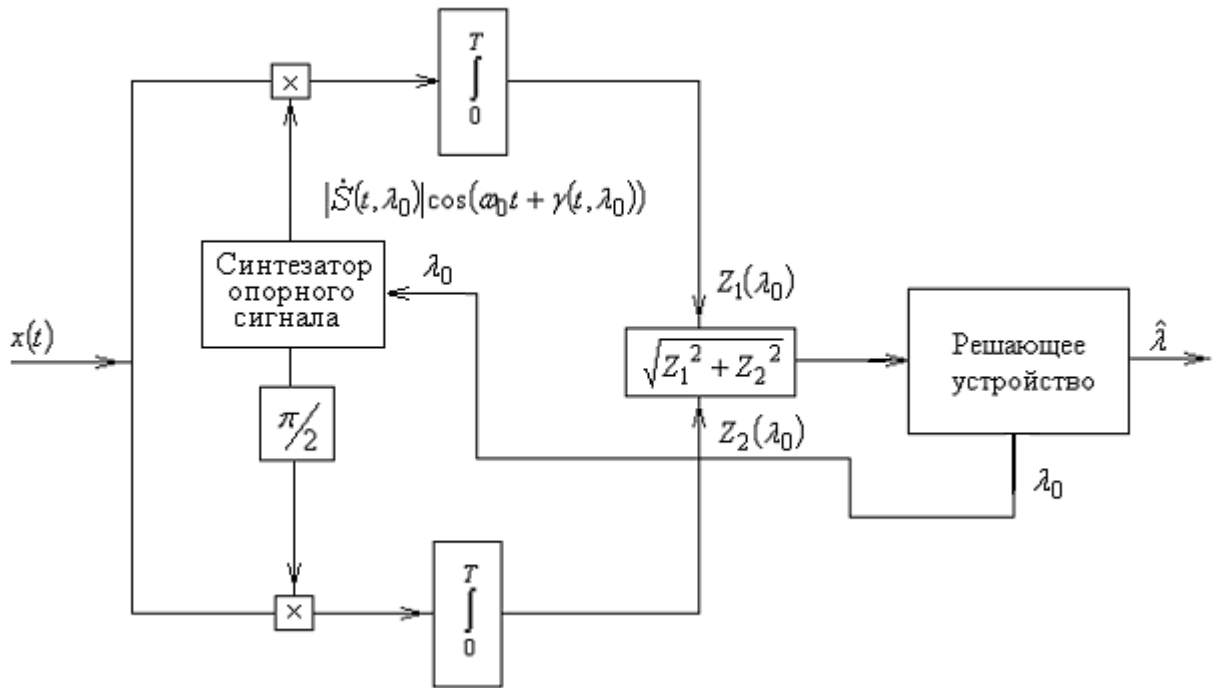 T
∫
0
×
|Ṡ(t, λ₀)|cos(ω₀t + γ(t, λ₀))
Синтезатор
опорного
сигнала
λ₀
Z₁(λ₀)
x(t)
√(Z₁² + Z₂²)
Решающее
устройство
λ̂
π/2
Z₂(λ₀)
λ₀
T
∫
0
×